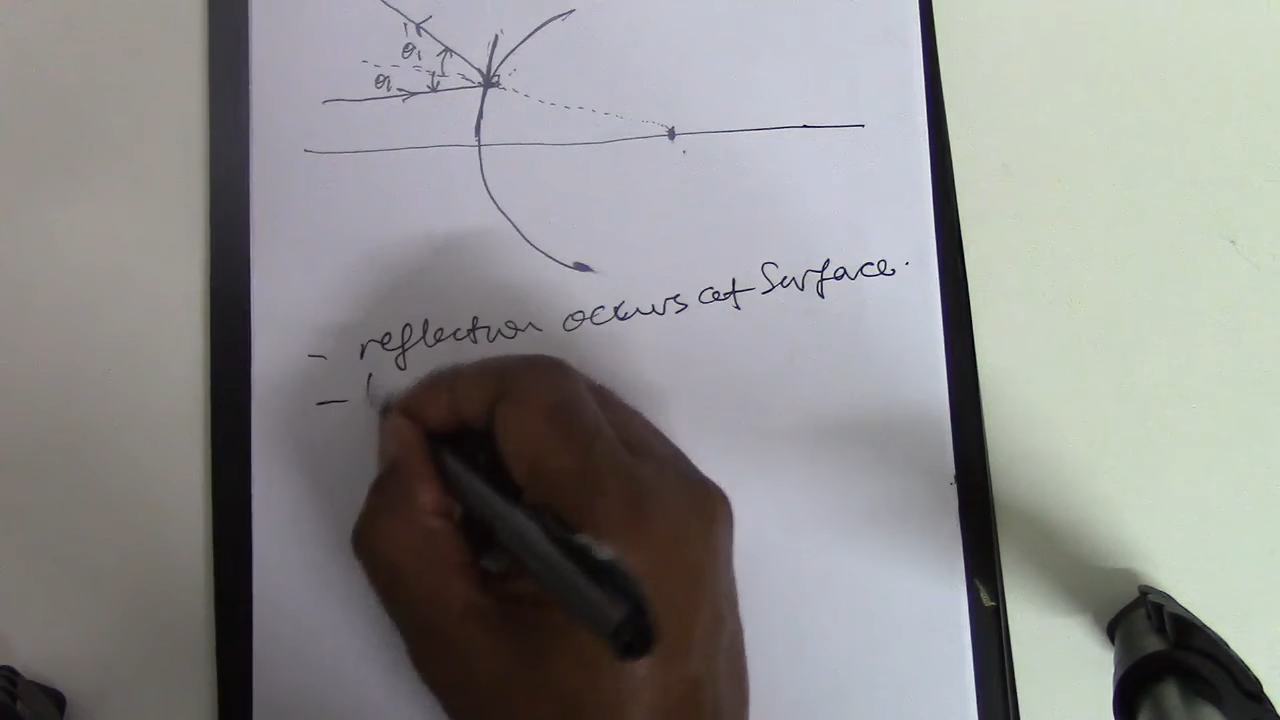 θ₁
θ₁
- reflection occurs at Surface.
-